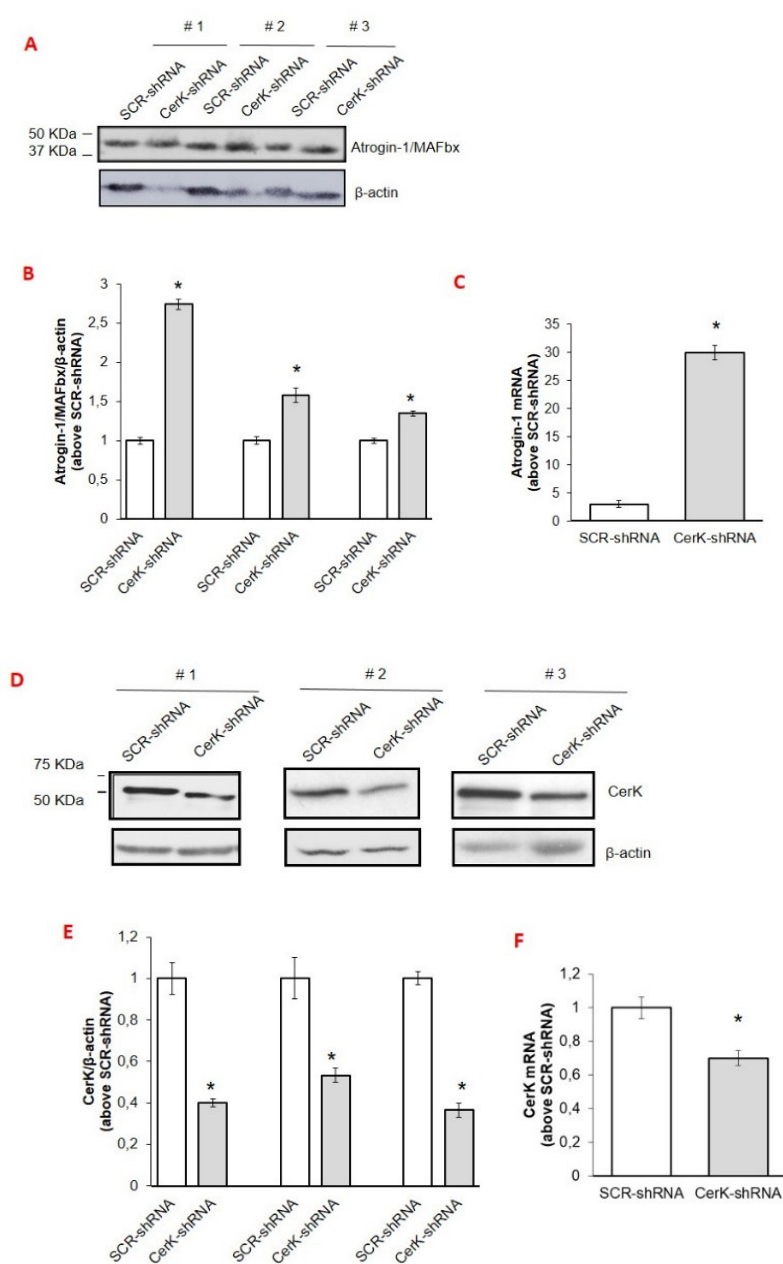 A
# 1 # 2 # 3
SCR-shRNA CerK-shRNA SCR-shRNA CerK-shRNA SCR-shRNA CerK-shRNA
50 KDa
37 KDa
Atrogin-1/MAFbx
β-actin
B
Atrogin-1/MAFbx/β-actin
(above SCR-shRNA)
3
2,5
2
1,5
1
0,5
0
* * *
SCR-shRNA CerK-shRNA SCR-shRNA CerK-shRNA SCR-shRNA CerK-shRNA
C
Atrogin-1 mRNA
(above SCR-shRNA)
35
30
25
20
15
10
5
0
*
SCR-shRNA CerK-shRNA
D
# 1 # 2 # 3
SCR-shRNA CerK-shRNA SCR-shRNA CerK-shRNA SCR-shRNA CerK-shRNA
75 KDa
50 KDa
CerK
β-actin
E
CerK/β-actin
(above SCR-shRNA)
1,2
1
0,8
0,6
0,4
0,2
0
* * *
SCR-shRNA CerK-shRNA SCR-shRNA CerK-shRNA SCR-shRNA CerK-shRNA
F
CerK mRNA
(above SCR-shRNA)
1,2
1
0,8
0,6
0,4
0,2
0
*
SCR-shRNA CerK-shRNA